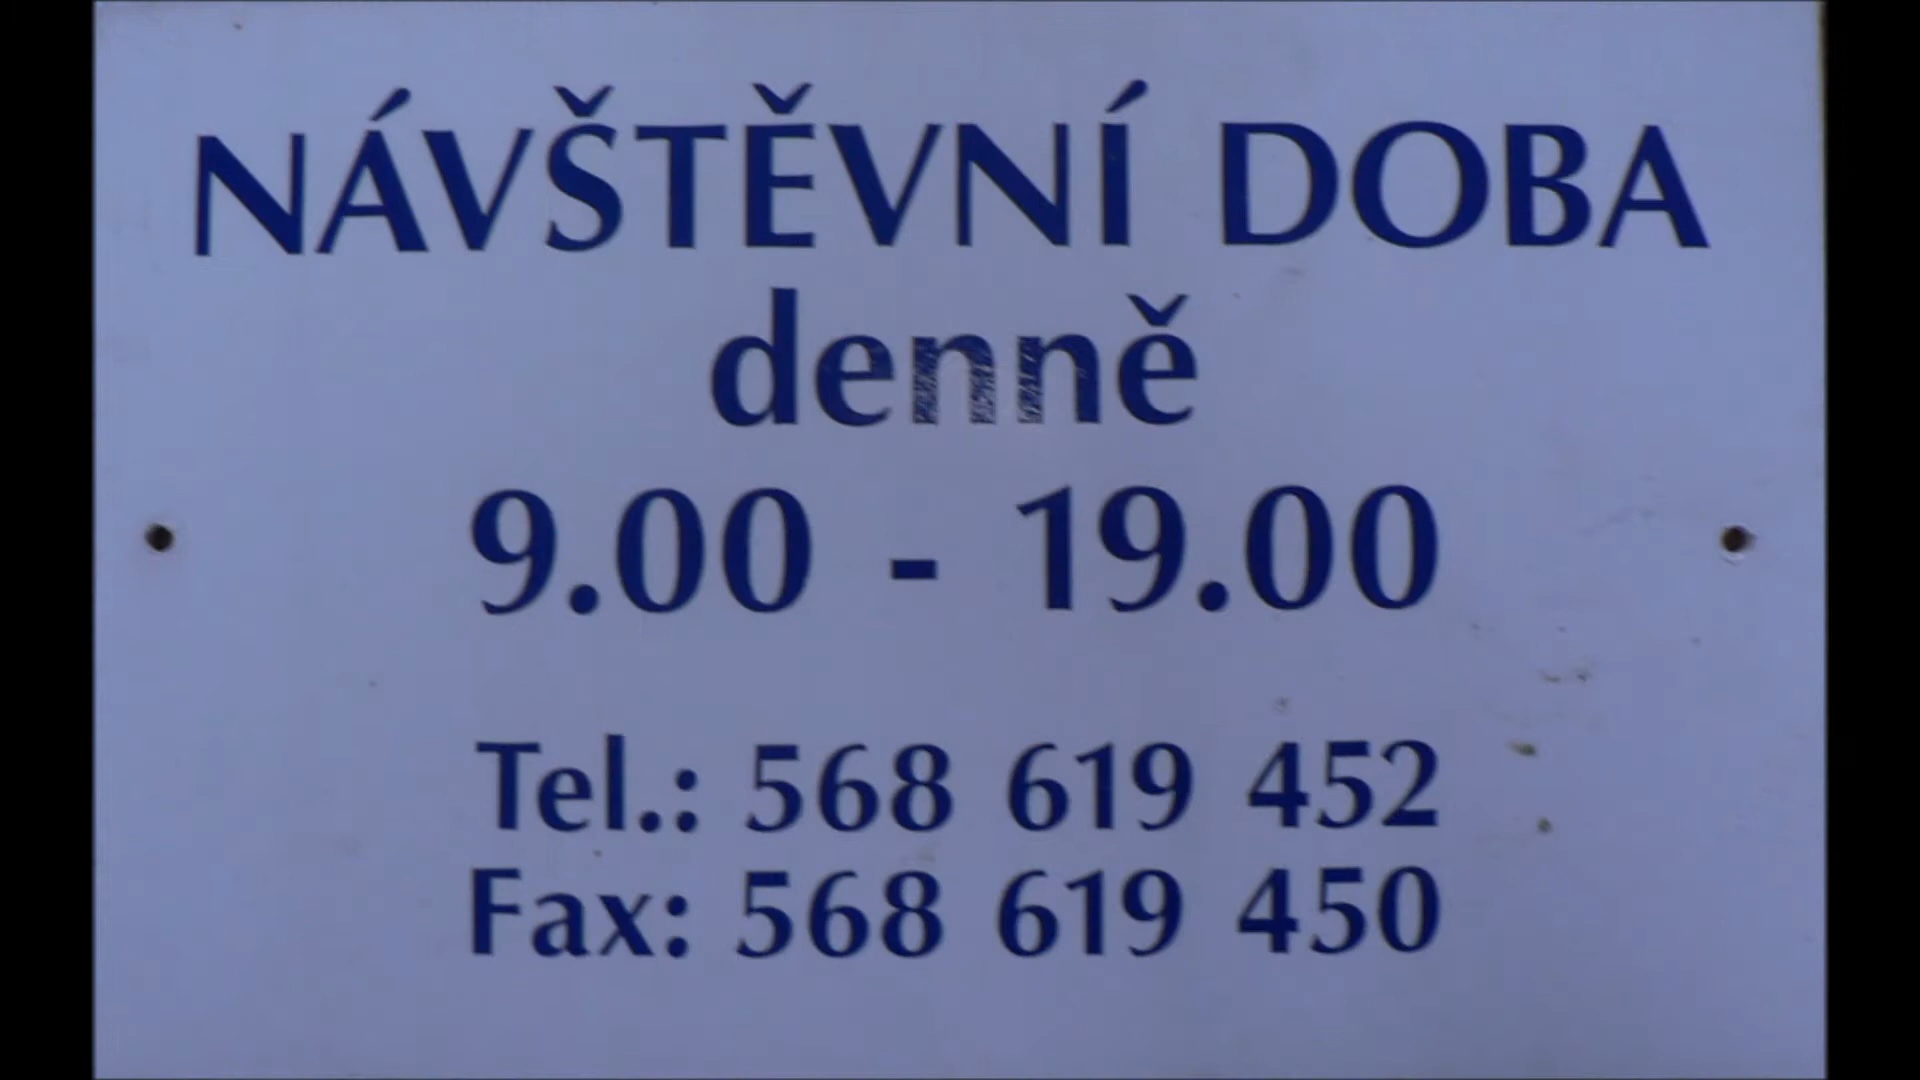 NÁVŠTĚVNÍ DOBA
denně
9.00 - 19.00
Tel.: 568 619 452
Fax: 568 619 450